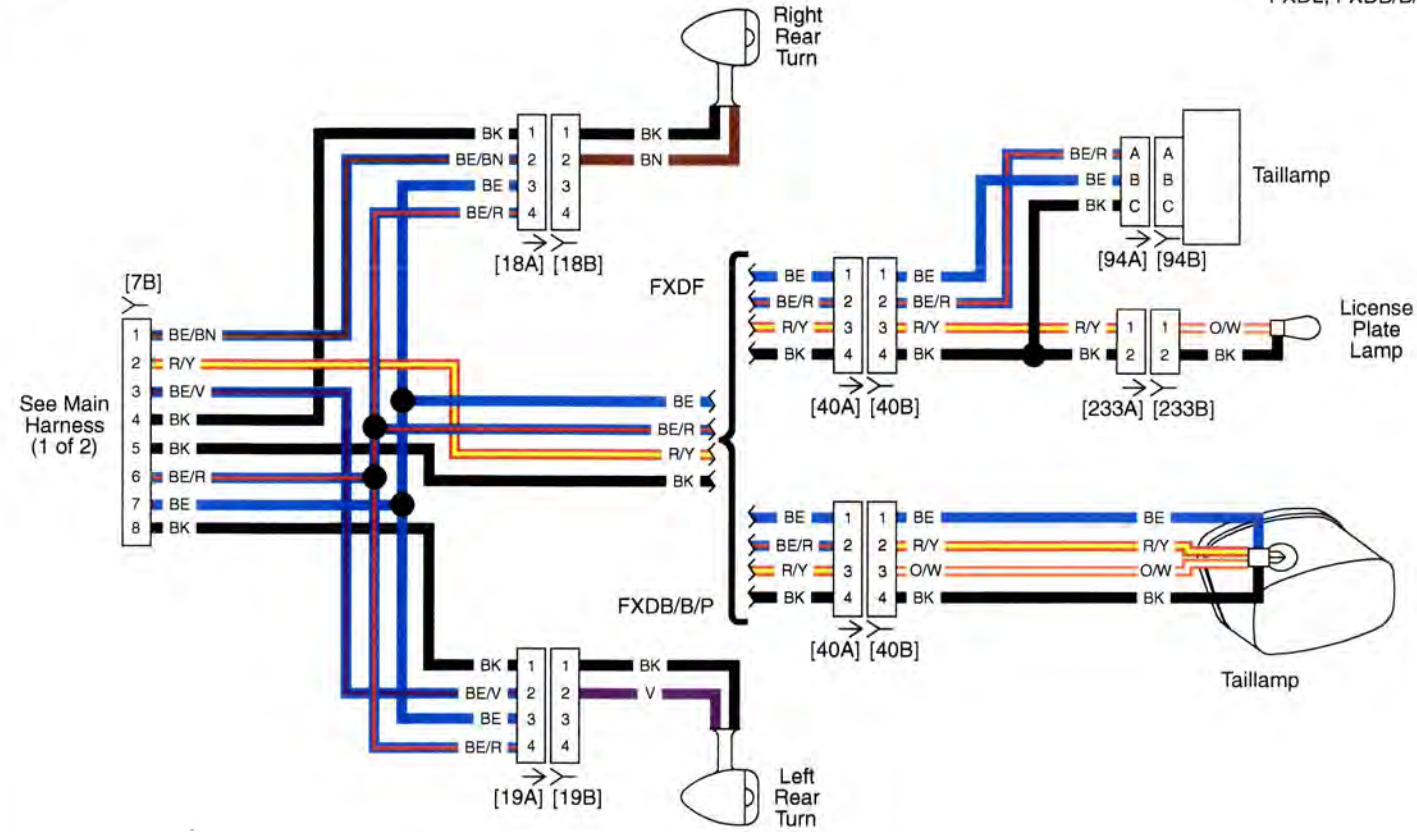 FXDL, FXDB/B/
Right
Rear
Turn
BK 1 1 BK
BE/BN 2 2 BN
BE 3 3
BE/R 4 4
[18A] [18B]
BE/R A A
BE B B
BK C C
Taillamp
[94A] [94B]
[7B]
See Main
Harness
(1 of 2)
1 BE/BN
2 R/Y
3 BE/V
4 BK
5 BK
6 BE/R
7 BE
8 BK
BE
BE/R
R/Y
BK
FXDF
BE 1 1 BE
BE/R 2 2 BE/R
R/Y 3 3 R/Y
BK 4 4 BK
[40A] [40B]
R/Y 1 1 O/W
BK 2 2 BK
[233A] [233B]
License
Plate
Lamp
FXDB/B/P
BE 1 1 BE BE
BE/R 2 2 R/Y R/Y
R/Y 3 3 O/W O/W
BK 4 4 BK BK
[40A] [40B]
Taillamp
BK 1 1 BK
BE/V 2 2 V
BE 3 3
BE/R 4 4
[19A] [19B]
Left
Rear
Turn